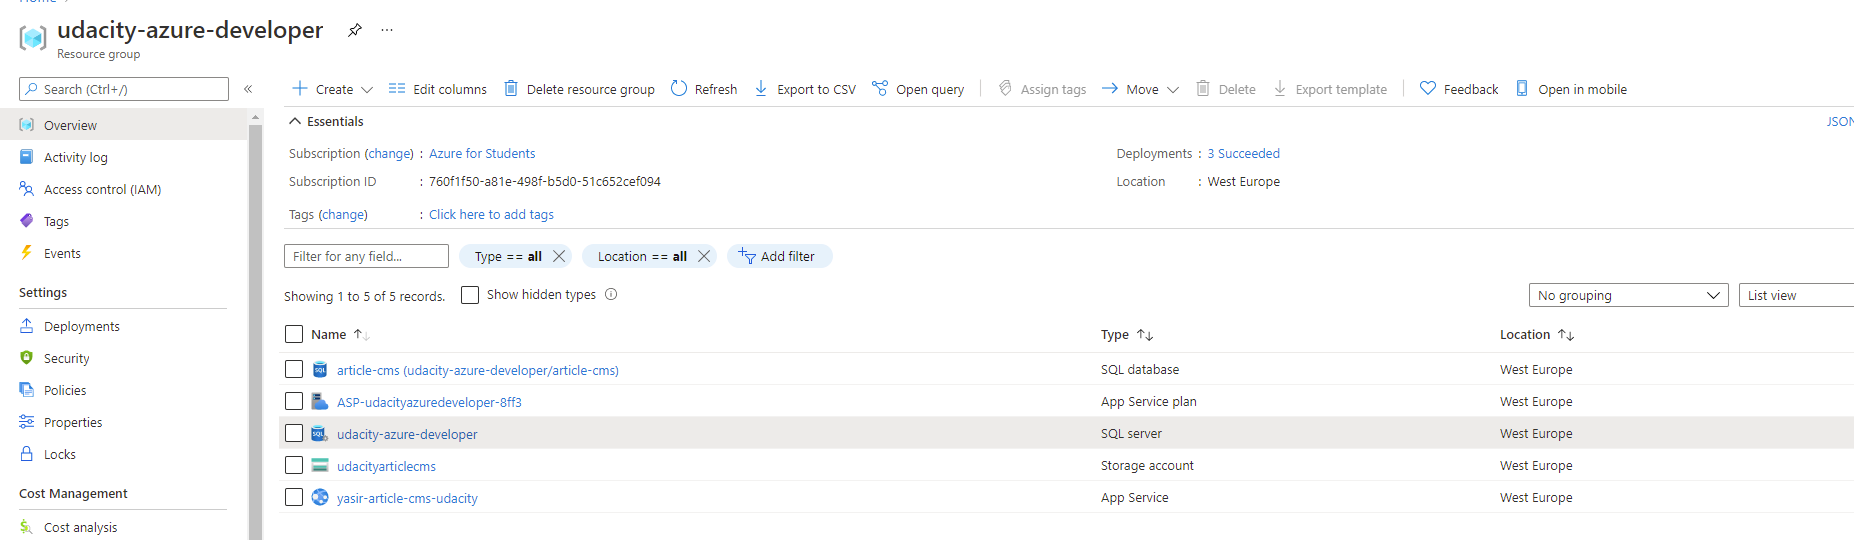 Home
udacity-azure-developer ...
Resource group
Search (Ctrl+/) «
Create Edit columns Delete resource group Refresh Export to CSV Open query Assign tags Move Delete Export template Feedback Open in mobile
Overview
Activity log
Access control (IAM)
Tags
Events
Settings
Deployments
Security
Policies
Properties
Locks
Cost Management
Cost analysis
Essentials JSON
Subscription (change) : Azure for Students Deployments : 3 Succeeded
Subscription ID : 760f1f50-a81e-498f-b5d0-51c652cef094 Location : West Europe
Tags (change) : Click here to add tags
Filter for any field... Type == all Location == all Add filter
Showing 1 to 5 of 5 records. Show hidden types No grouping List view
Name Type Location
article-cms (udacity-azure-developer/article-cms) SQL database West Europe
ASP-udacityazuredeveloper-8ff3 App Service plan West Europe
udacity-azure-developer SQL server West Europe
udacityarticlecms Storage account West Europe
yasir-article-cms-udacity App Service West Europe